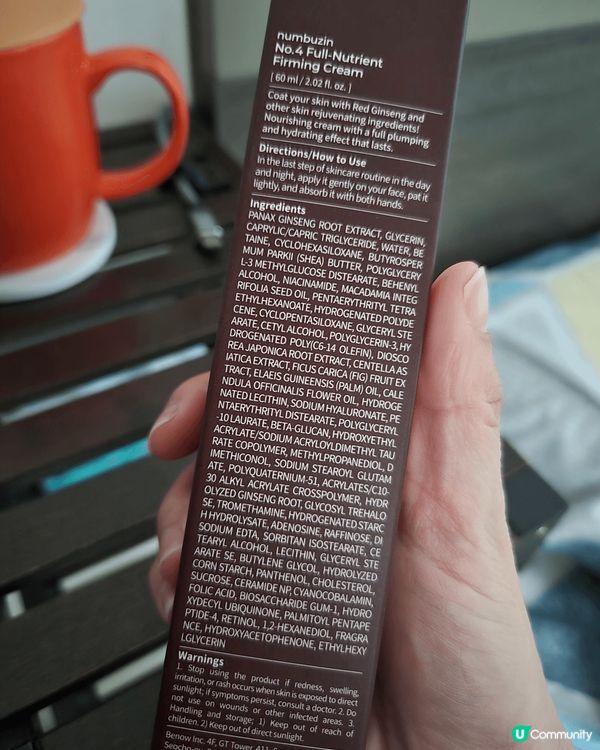 numbuzin
No.4 Full-Nutrient
Firming Cream
[ 60 ml / 2.02 fl. oz. ]
Coat your skin with Red Ginseng and
other skin rejuvenating ingredients!
Nourishing cream with a full plumping
and hydrating effect that lasts.
Directions/How to Use
In the last step of skincare routine in the day
and night, apply it gently on your face, pat it
lightly, and absorb it with both hands.
Ingredients
PANAX GINSENG ROOT EXTRACT, GLYCERIN,
CAPRYLIC/CAPRIC TRIGLYCERIDE, WATER, BE
TAINE, CYCLOHEXASILOXANE, BUTYROSPER
MUM PARKII (SHEA) BUTTER, POLYGLYCERY
L-3 METHYLGLUCOSE DISTEARATE, BEHENYL
ALCOHOL, NIACINAMIDE, MACADAMIA INTEG
RIFOLIA SEED OIL, PENTAERYTHRITYL TETRA
ETHYLHEXANOATE, HYDROGENATED POLYDE
CENE, CYCLOPENTASILOXANE, GLYCERYL STE
ARATE, CETYL ALCOHOL, POLYGLYCERIN-3, HY
DROGENATED POLY(C6-14 OLEFIN), DIOSCO
REA JAPONICA ROOT EXTRACT, CENTELLA AS
IATICA EXTRACT, FICUS CARICA (FIG) FRUIT EX
TRACT, ELAEIS GUINEENSIS (PALM) OIL, CALE
NDULA OFFICINALIS FLOWER OIL, HYDROGE
NATED LECITHIN, SODIUM HYALURONATE, PE
NTAERYTHRITYL DISTEARATE, POLYGLYCERYL
-10 LAURATE, BETA-GLUCAN, HYDROXYETHYL
ACRYLATE/SODIUM ACRYLOYLDIMETHYL TAU
RATE COPOLYMER, METHYLPROPANEDIOL, D
IMETHICONOL, SODIUM STEAROYL GLUTAM
ATE, POLYQUATERNIUM-51, ACRYLATES/C10-
30 ALKYL ACRYLATE CROSSPOLYMER, HYDR
OLYZED GINSENG ROOT, GLYCOSYL TREHALO
SE, TROMETHAMINE, HYDROGENATED STARC
H HYDROLYSATE, ADENOSINE, RAFFINOSE, DI
SODIUM EDTA, SORBITAN ISOSTEARATE, CE
TEARYL ALCOHOL, LECITHIN, GLYCERYL STE
ARATE SE, BUTYLENE GLYCOL, HYDROLYZED
CORN STARCH, PANTHENOL, CHOLESTEROL,
SUCROSE, CERAMIDE NP, CYANOCOBALAMIN,
FOLIC ACID, BIOSACCHARIDE GUM-1, HYDRO
XYDECYL UBIQUINONE, PALMITOYL PENTAPE
PTIDE-4, RETINOL, 1,2-HEXANEDIOL, FRAGRA
NCE, HYDROXYACETOPHENONE, ETHYLHEXY
LGLYCERIN
Warnings
1. Stop using the product if redness, swelling,
irritation, or rash occurs when skin is exposed to direct
sunlight; if symptoms persist, consult a doctor. 2. Do
not use on wounds or other infected areas. 3.
Handling and storage: 1) Keep out of reach of
children. 2) Keep out of direct sunlight.
Benow Inc. 4F, GT Tower 411,
U Community